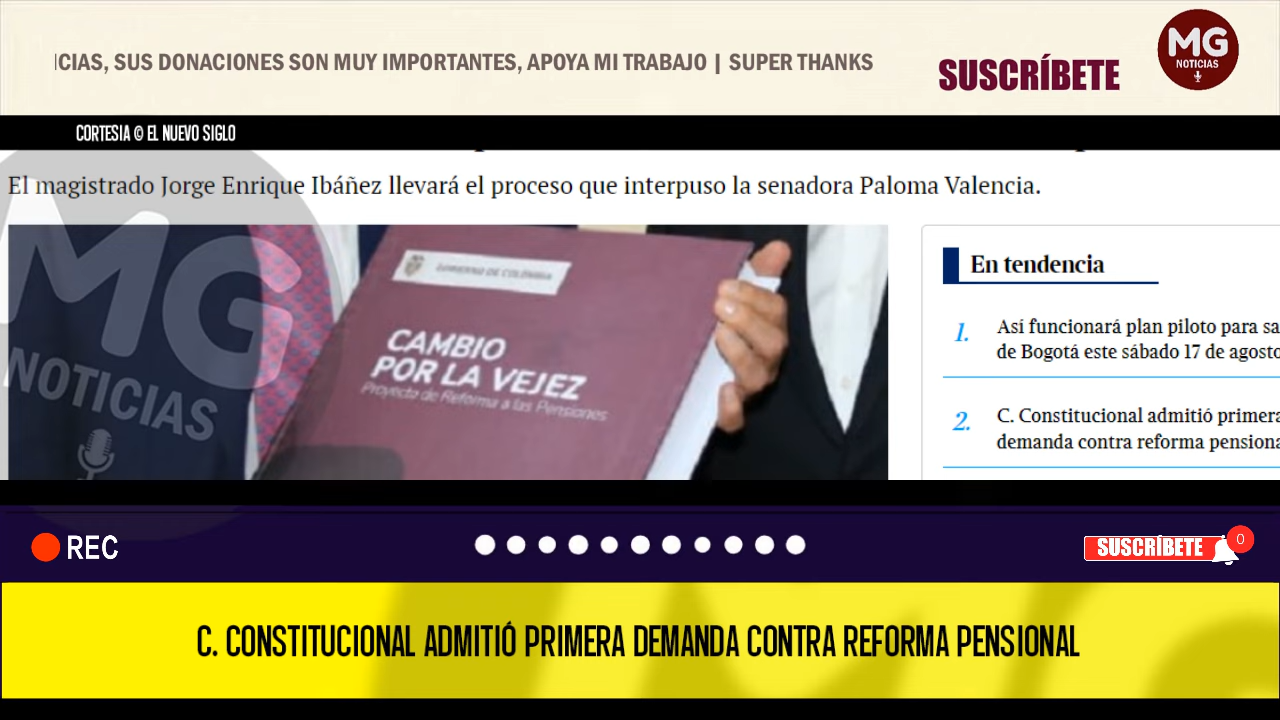 ICIAS, SUS DONACIONES SON MUY IMPORTANTES, APOYA MI TRABAJO | SUPER THANKS
SUSCRÍBETE
MG
NOTICIAS
CORTESIA © EL NUEVO SIGLO
El magistrado Jorge Enrique Ibáñez llevará el proceso que interpuso la senadora Paloma Valencia.
MG
NOTICIAS
GOBIERNO DE COLOMBIA
CAMBIO
POR LA VEJEZ
Proyecto de Reforma a las Pensiones
En tendencia
1. Así funcionará plan piloto para sa
de Bogotá este sábado 17 de agosto
2. C. Constitucional admitió primera
demanda contra reforma pensiona
REC
SUSCRÍBETE
0
C. CONSTITUCIONAL ADMITIÓ PRIMERA DEMANDA CONTRA REFORMA PENSIONAL